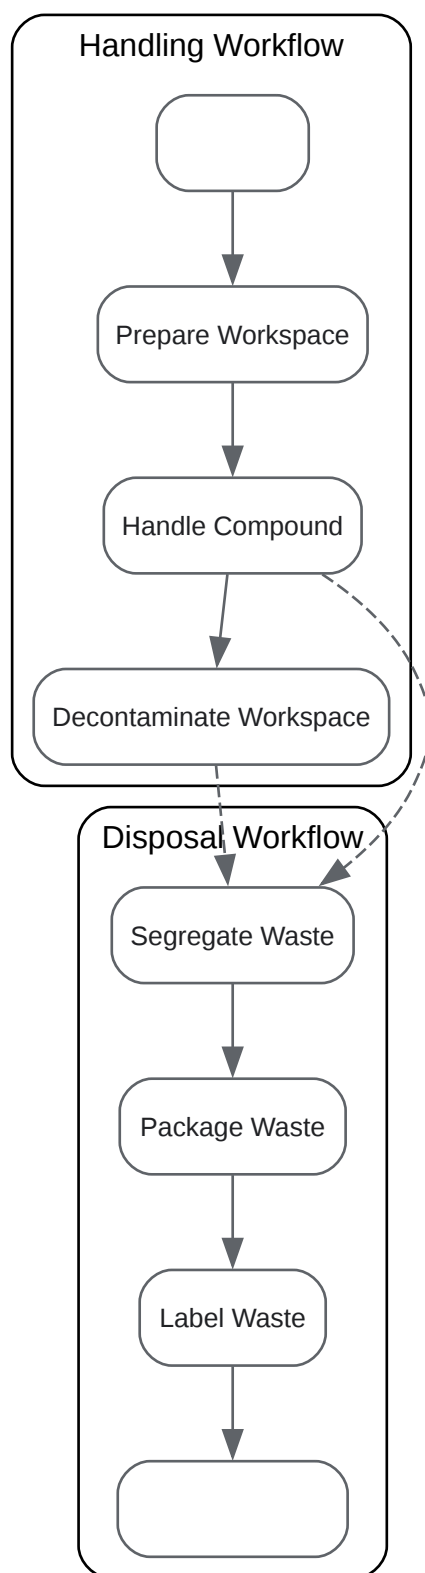 Handling Workflow
Prepare Workspace
Handle Compound
Decontaminate Workspace
Disposal Workflow
Segregate Waste
Package Waste
Label Waste